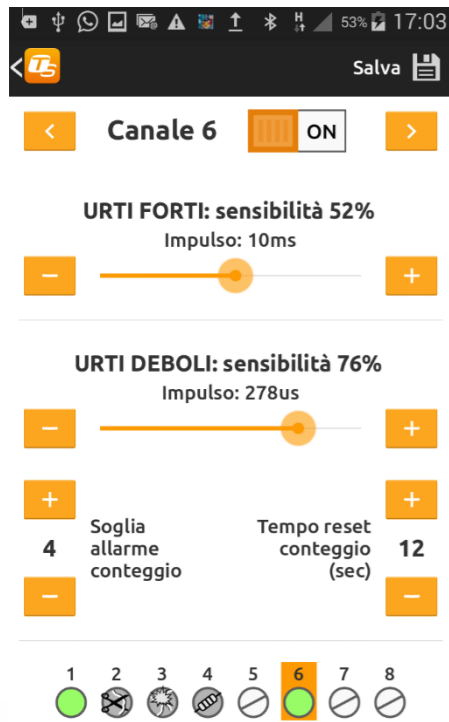 53% 17:03
TS Salva
Canale 6 ON
URTI FORTI: sensibilità 52%
Impulso: 10ms
URTI DEBOLI: sensibilità 76%
Impulso: 278us
Soglia
allarme
conteggio
4
Tempo reset
conteggio
(sec)
12
1 2 3 4 5 6 7 8